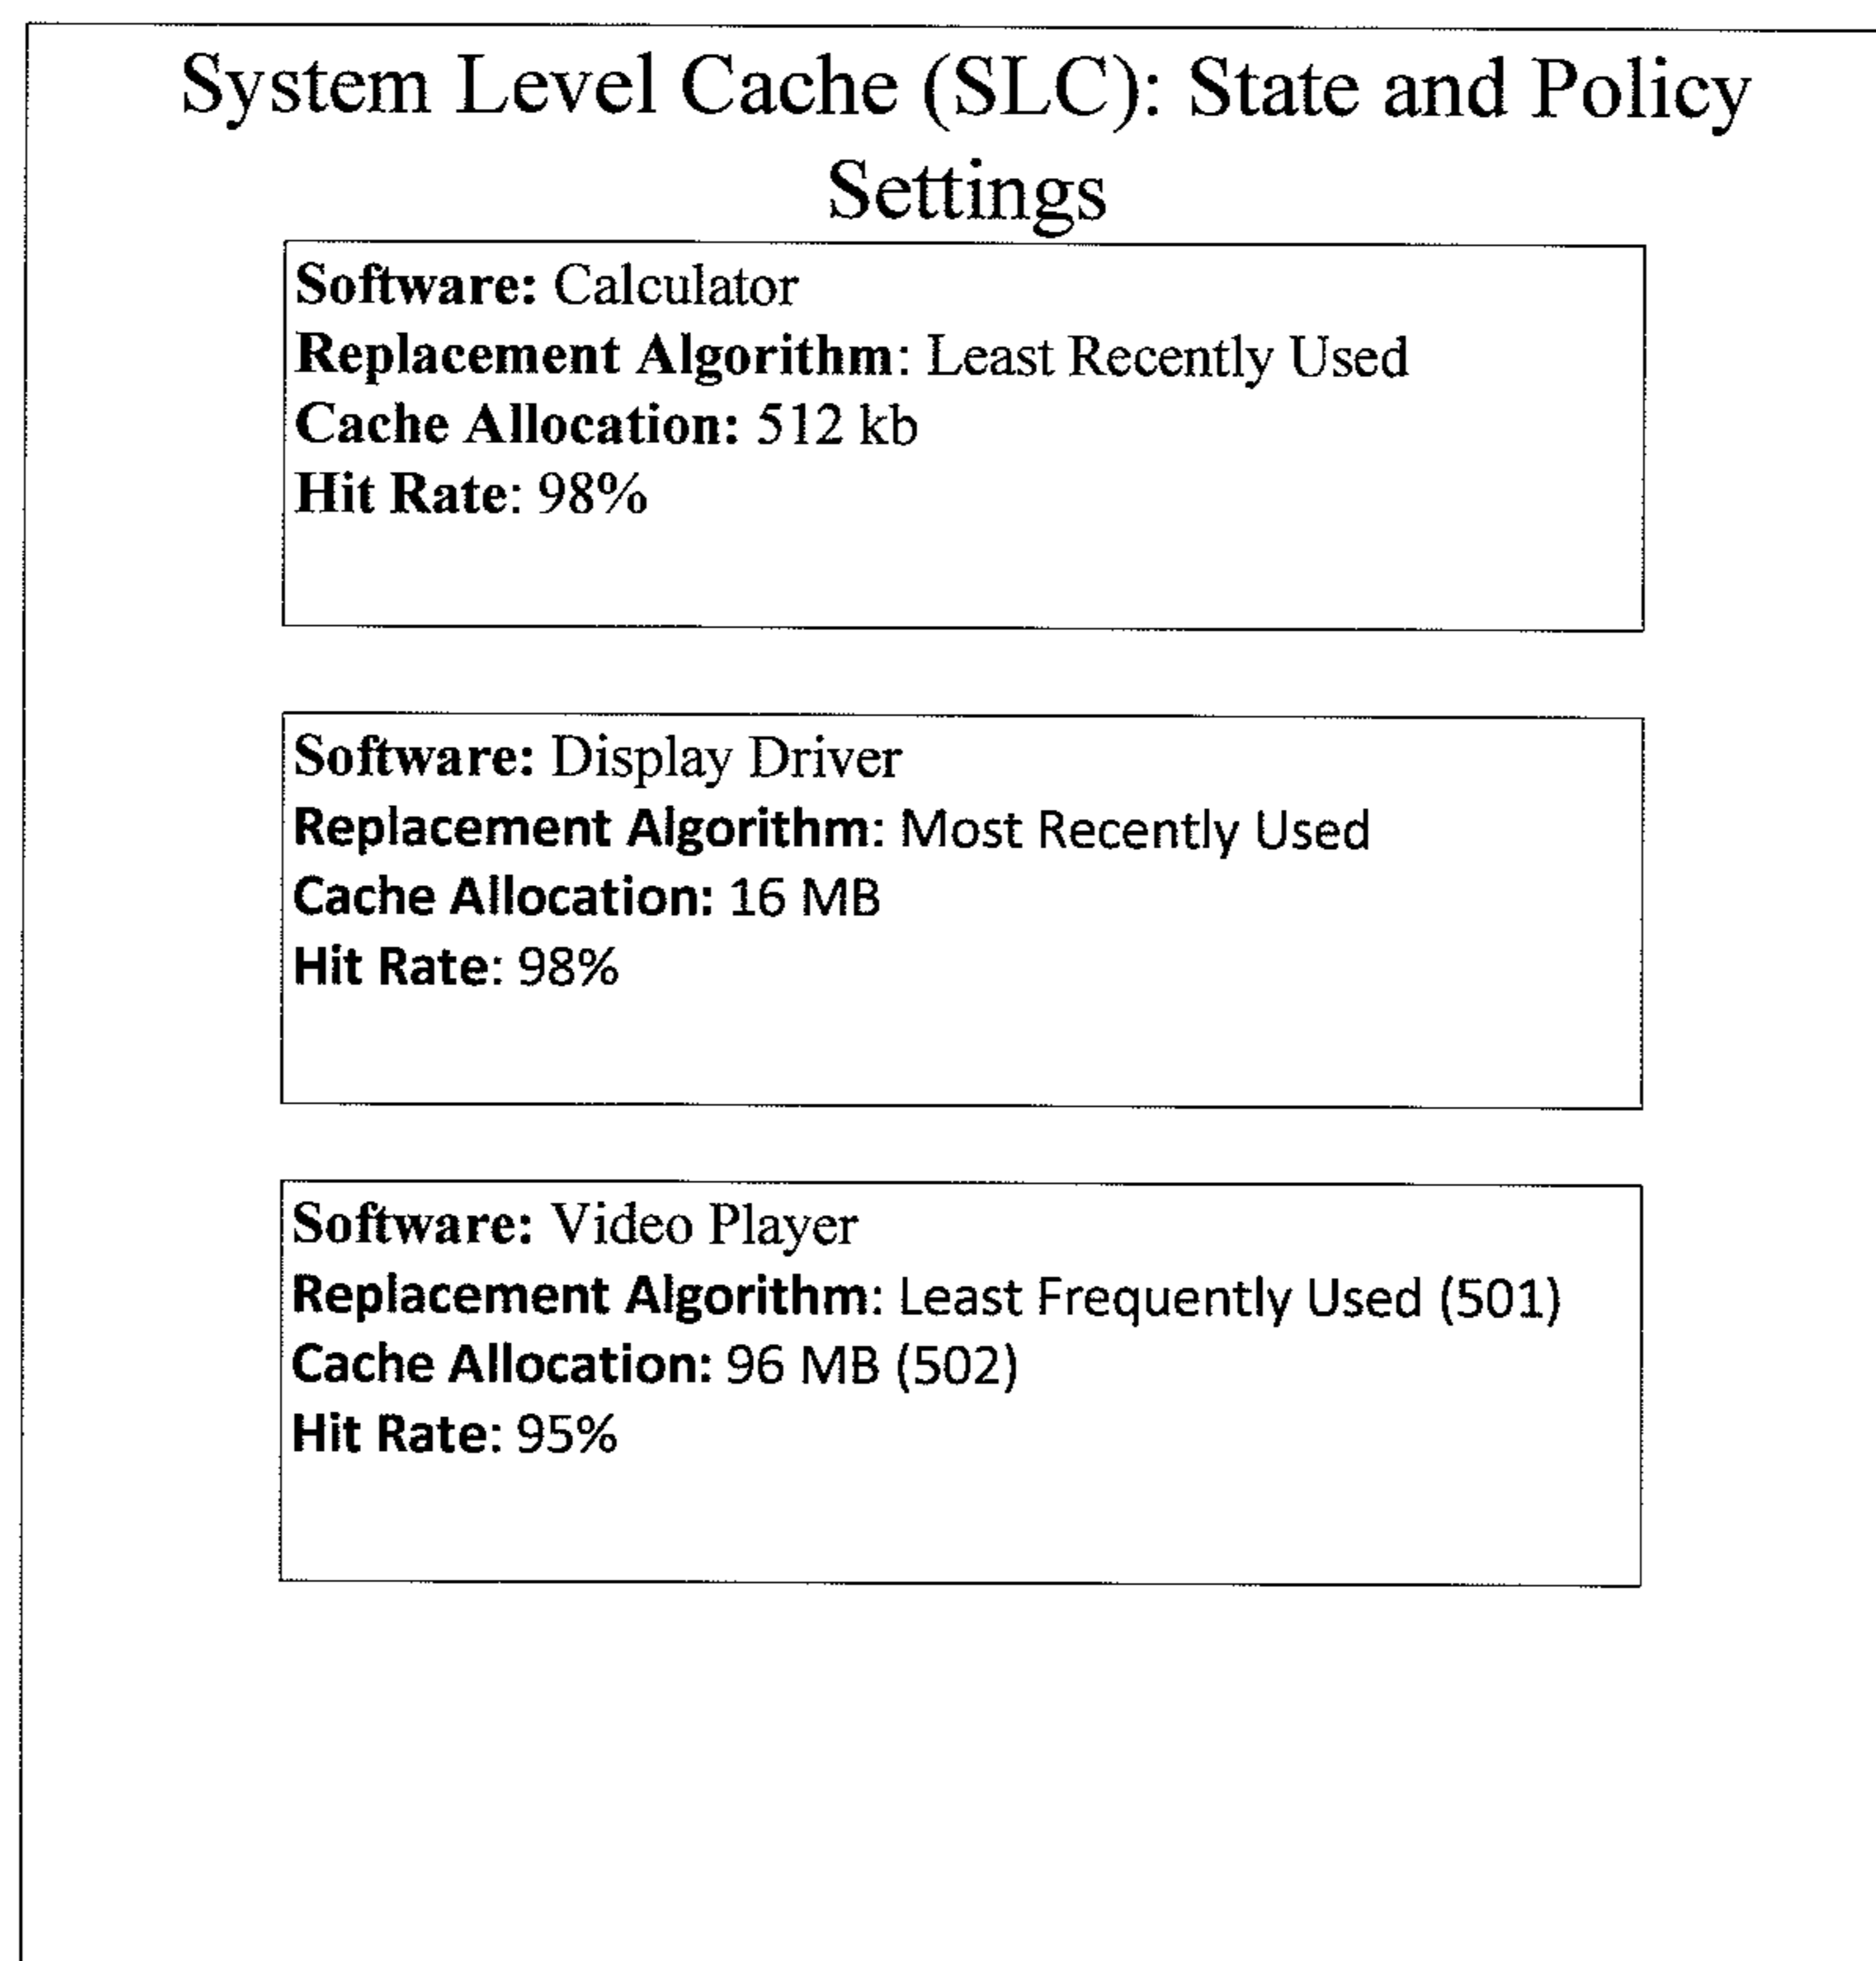 System Level Cache (SLC): State and Policy
Settings
Software: Calculator
Replacement Algorithm: Least Recently Used
Cache Allocation: 512 kb
Hit Rate: 98%
Software: Display Driver
Replacement Algorithm: Most Recently Used
Cache Allocation: 16 MB
Hit Rate: 98%
Software: Video Player
Replacement Algorithm: Least Frequently Used (501)
Cache Allocation: 96 MB (502)
Hit Rate: 95%